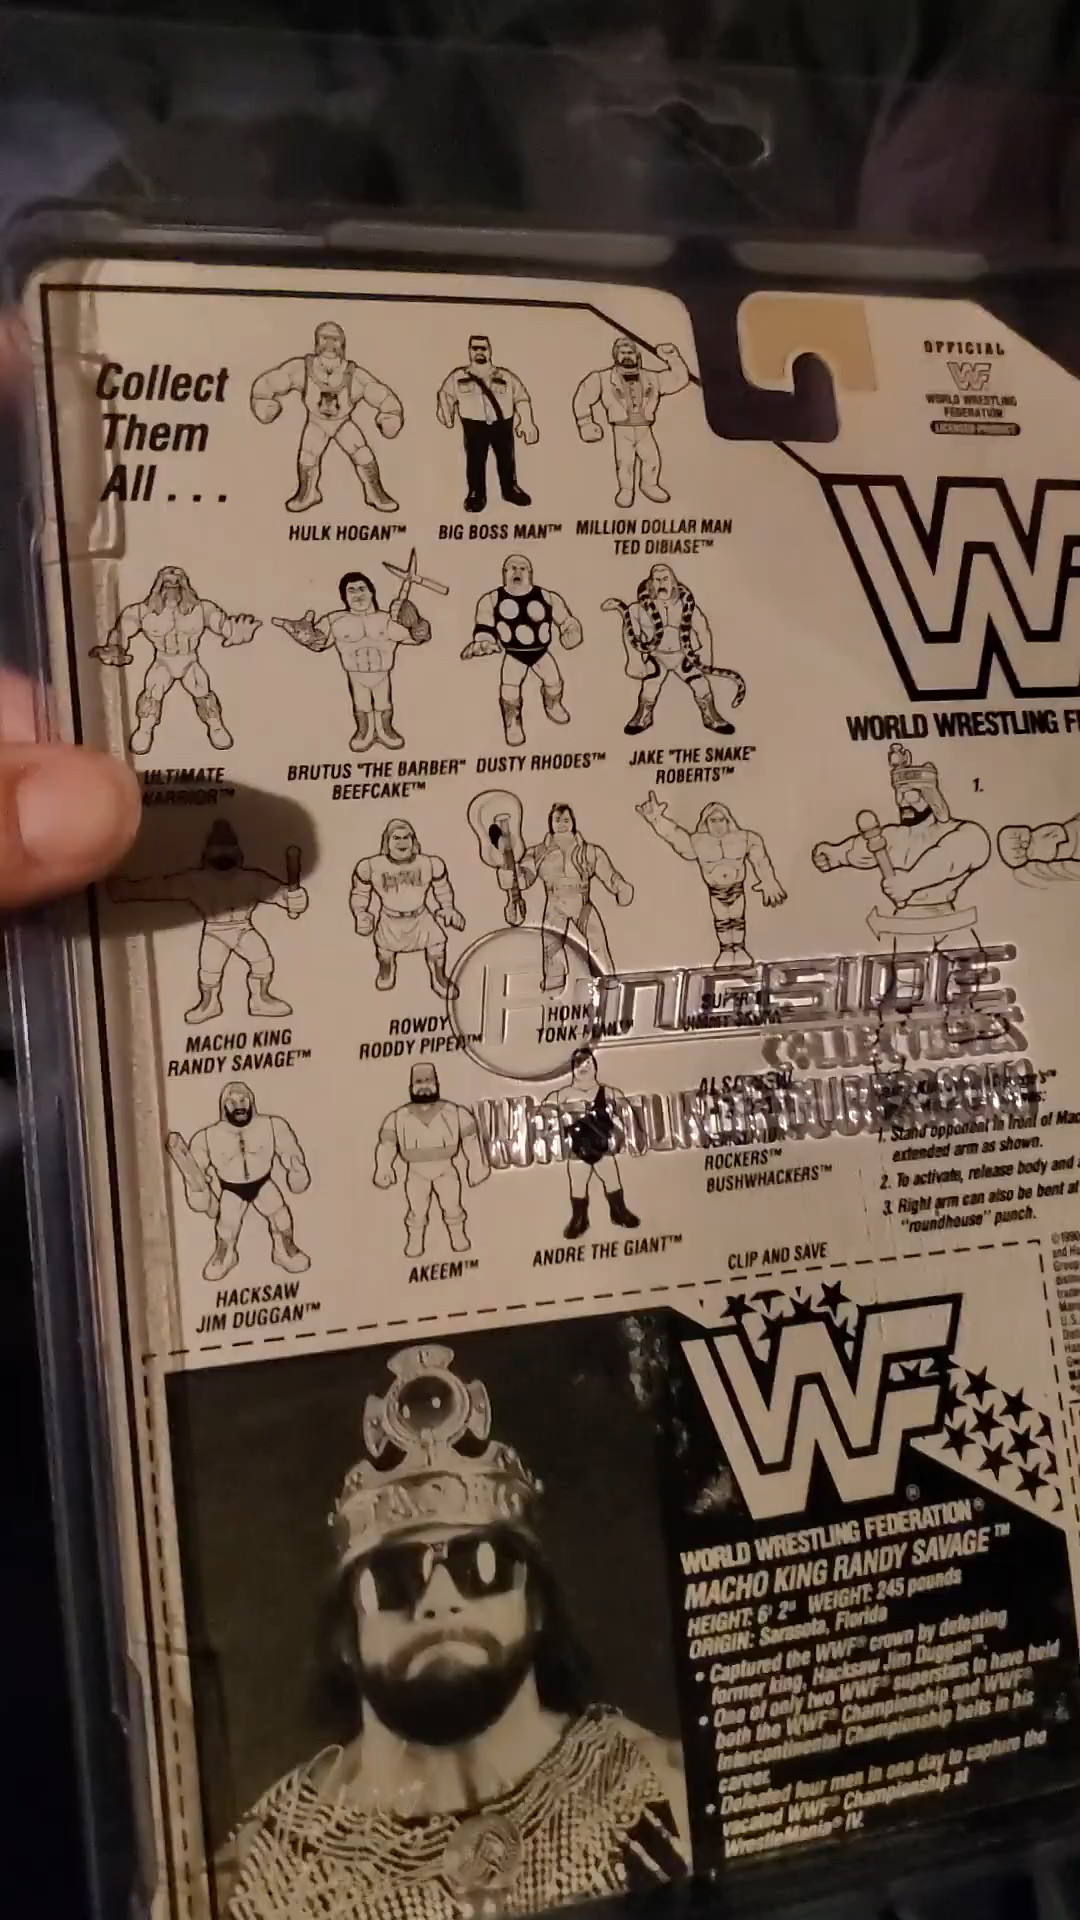 Collect
Them
All . . .
HULK HOGAN™
BIG BOSS MAN™
MILLION DOLLAR MAN
TED DIBIASE™
OFFICIAL
WF
WORLD WRESTLING
FEDERATION
LICENSED PRODUCT
ULTIMATE
WARRIOR™
BRUTUS "THE BARBER"
BEEFCAKE™
DUSTY RHODES™
JAKE "THE SNAKE"
ROBERTS™
WORLD WRESTLING
1.
MACHO KING
RANDY SAVAGE™
ROWDY
RODDY PIPER™
HONKY
TONK MAN™
RINGSIDE
COLLECTIBLES
ROCKERS™
BUSHWHACKERS™
1. Stand opponent in front of
extended arm as shown.
2. To activate, release body and
3. Right arm can also be bent at
"roundhouse" punch.
HACKSAW
JIM DUGGAN™
AKEEM™
ANDRE THE GIANT™
CLIP AND SAVE
©1990
WF®
WORLD WRESTLING FEDERATION®
MACHO KING RANDY SAVAGE™
HEIGHT: 6' 2" WEIGHT: 245 pounds
ORIGIN: Sarasota, Florida
• Captured the WWF® crown by defeating
former king, Hacksaw Jim Duggan™.
• One of only two WWF® superstars to have held
both the WWF® Championship and WWF®
Intercontinental Championship belts in his
career.
• Defeated four men in one day to capture the
vacated WWF® Championship at
WrestleMania® IV.